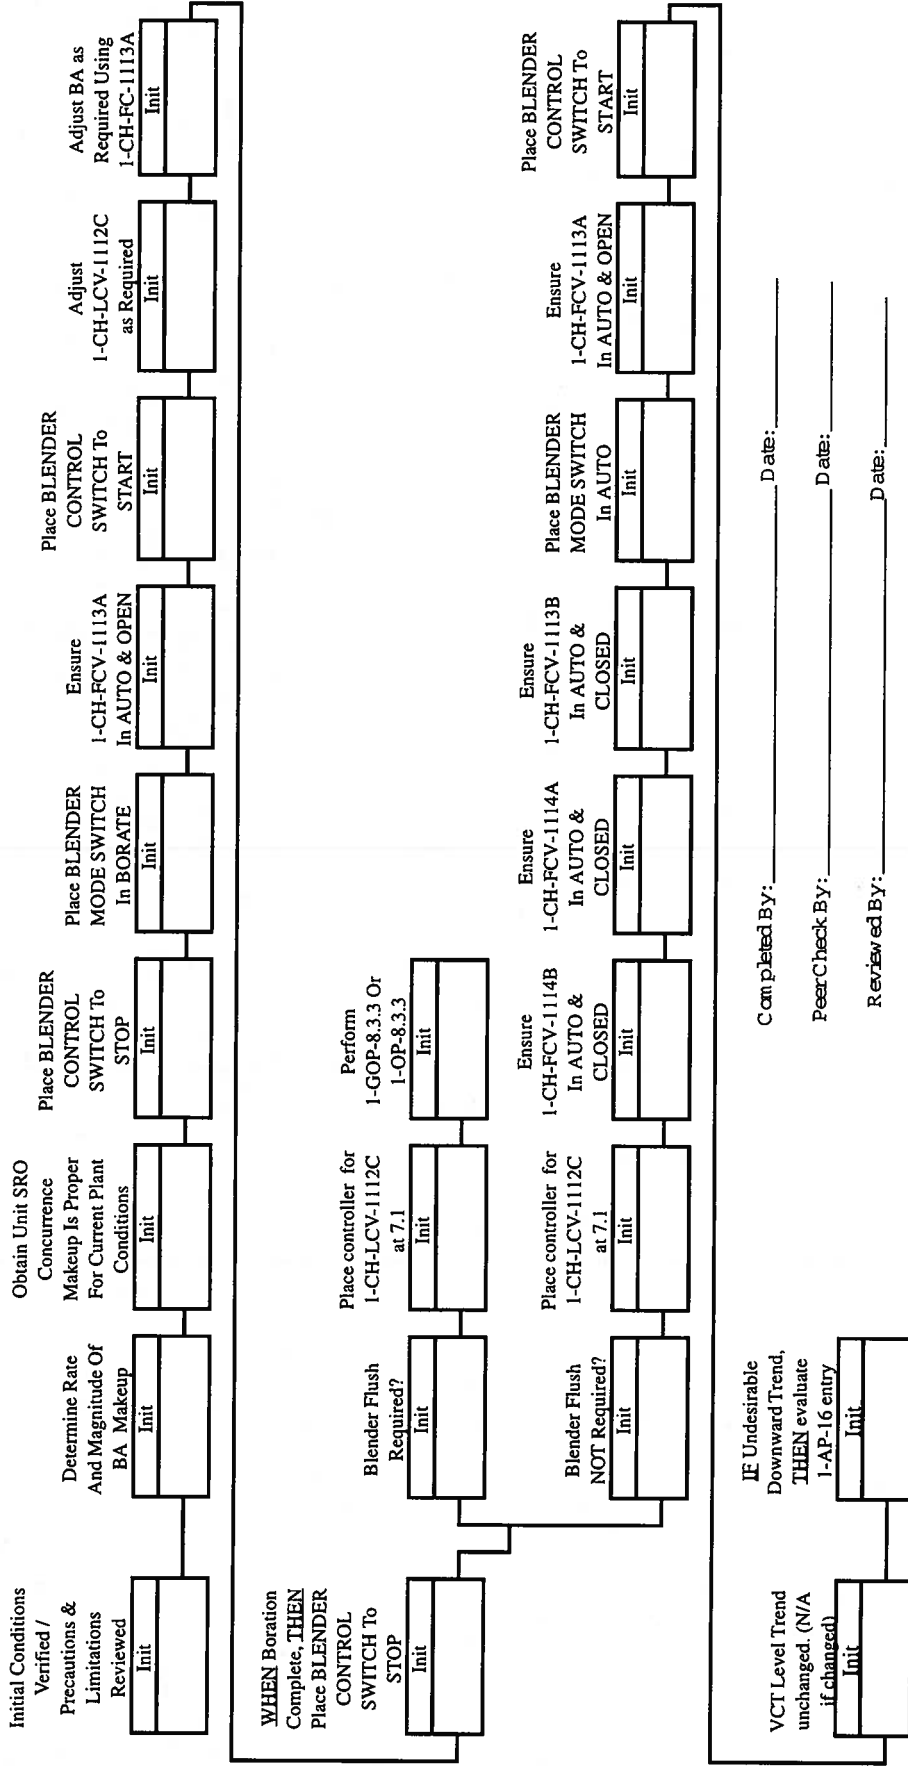 Initial Conditions
Verified /
Precautions &
Limitations
Reviewed
Init
Determine Rate
And Magnitude Of
BA Makeup
Init
Obtain Unit SRO
Concurrence
Makeup Is Proper
For Current Plant
Conditions
Init
Place BLENDER
CONTROL
SWITCH To
STOP
Init
Place BLENDER
MODE SWITCH
In BORATE
Init
Ensure
1-CH-FCV-1113A
In AUTO & OPEN
Init
Place BLENDER
CONTROL
SWITCH To
START
Init
Adjust
1-CH-LCV-1112C
as Required
Init
Adjust BA as
Required Using
1-CH-FC-1113A
Init
WHEN Boration
Complete, THEN
Place BLENDER
CONTROL
SWITCH To
STOP
Init
Blender Flush
Required?
Init
Place controller for
1-CH-LCV-1112C
at 7.1
Init
Perform
1-GOP-8.3.3 Or
1-OP-8.3.3
Init
Blender Flush
NOT Required?
Init
Place controller for
1-CH-LCV-1112C
at 7.1
Init
Ensure
1-CH-FCV-1114B
In AUTO &
CLOSED
Init
Ensure
1-CH-FCV-1114A
In AUTO &
CLOSED
Init
Ensure
1-CH-FCV-1113B
In AUTO &
CLOSED
Init
Place BLENDER
MODE SWITCH
In AUTO
Init
Ensure
1-CH-FCV-1113A
In AUTO & OPEN
Init
Place BLENDER
CONTROL
SWITCH To
START
Init
VCT Level Trend
unchanged. (N/A
if changed)
Init
IF Undesirable
Downward Trend,
THEN evaluate
1-AP-16 entry
Init
Completed By: Date:
Peer Check By: Date:
Reviewed By: Date: